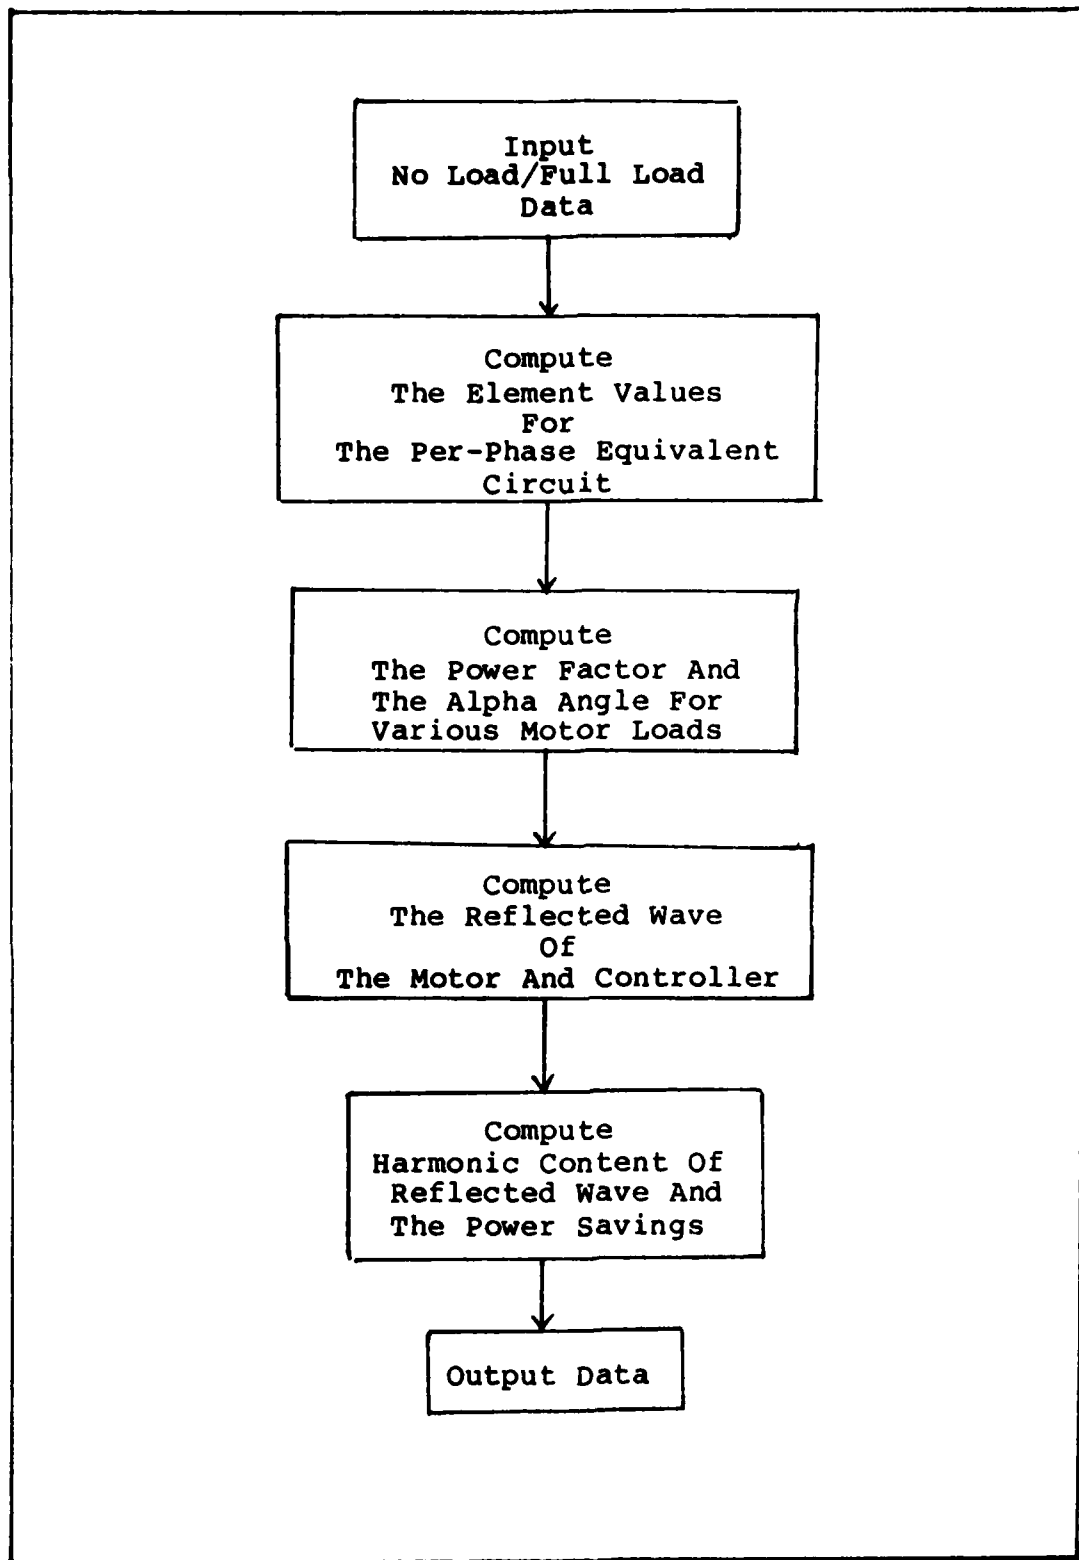 Input
No Load/Full Load
Data
Compute
The Element Values
For
The Per-Phase Equivalent
Circuit
Compute
The Power Factor And
The Alpha Angle For
Various Motor Loads
Compute
The Reflected Wave
Of
The Motor And Controller
Compute
Harmonic Content Of
Reflected Wave And
The Power Savings
Output Data